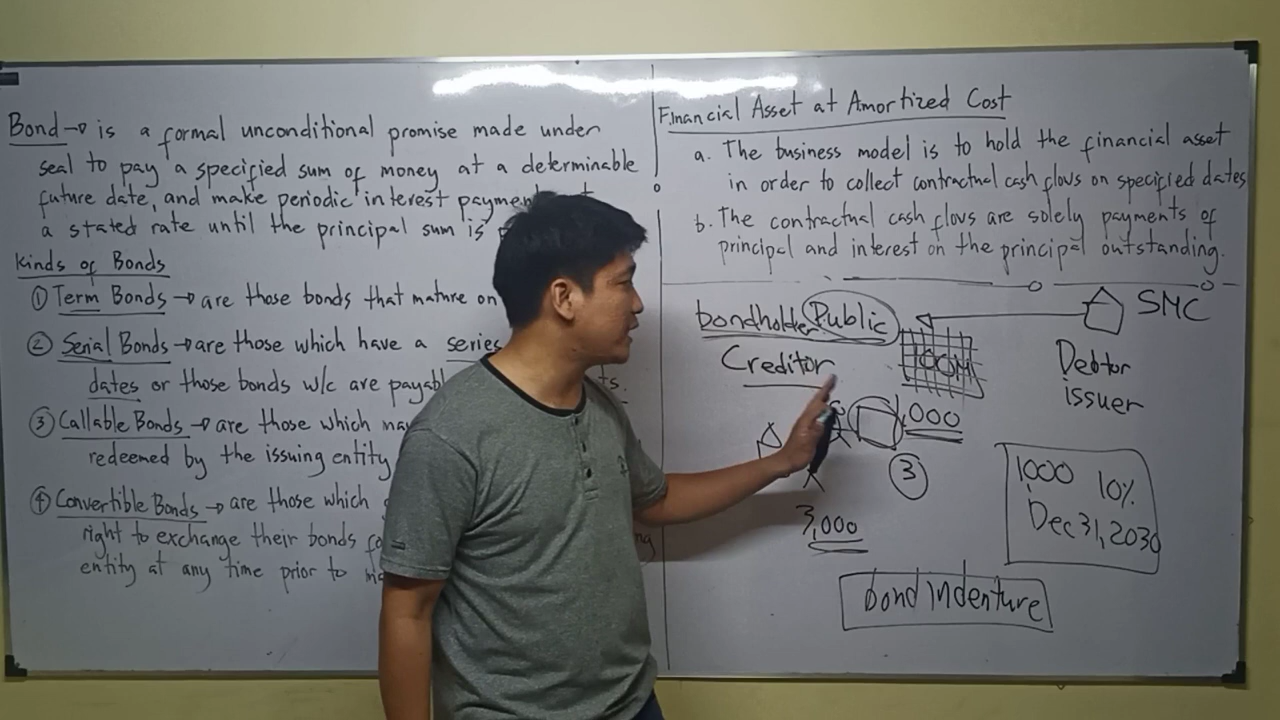 Bond → is a formal unconditional promise made under
seal to pay a specified sum of money at a determinable
future date, and make periodic interest
a stated rate until the principal sum is
Kinds of Bonds
① Term Bonds → are those bonds that mature on
② Serial Bonds → are those which have a series
dates or those bonds w/c are
③ Callable Bonds → are those which
redeemed by the issuing entity
④ Convertible Bonds → are those which
right to exchange their bonds
entity at any time prior to
Financial Asset at Amortized Cost
a. The business model is to hold the financial asset
in order to collect contractual cash flows on specified dates
b. The contractual cash flows are solely payments of
principal and interest on the principal outstanding.
bondholder Public
SMC
Creditor
Debtor
issuer
1,000
③
3,000
1000 10%
Dec 31, 2030
bond indenture